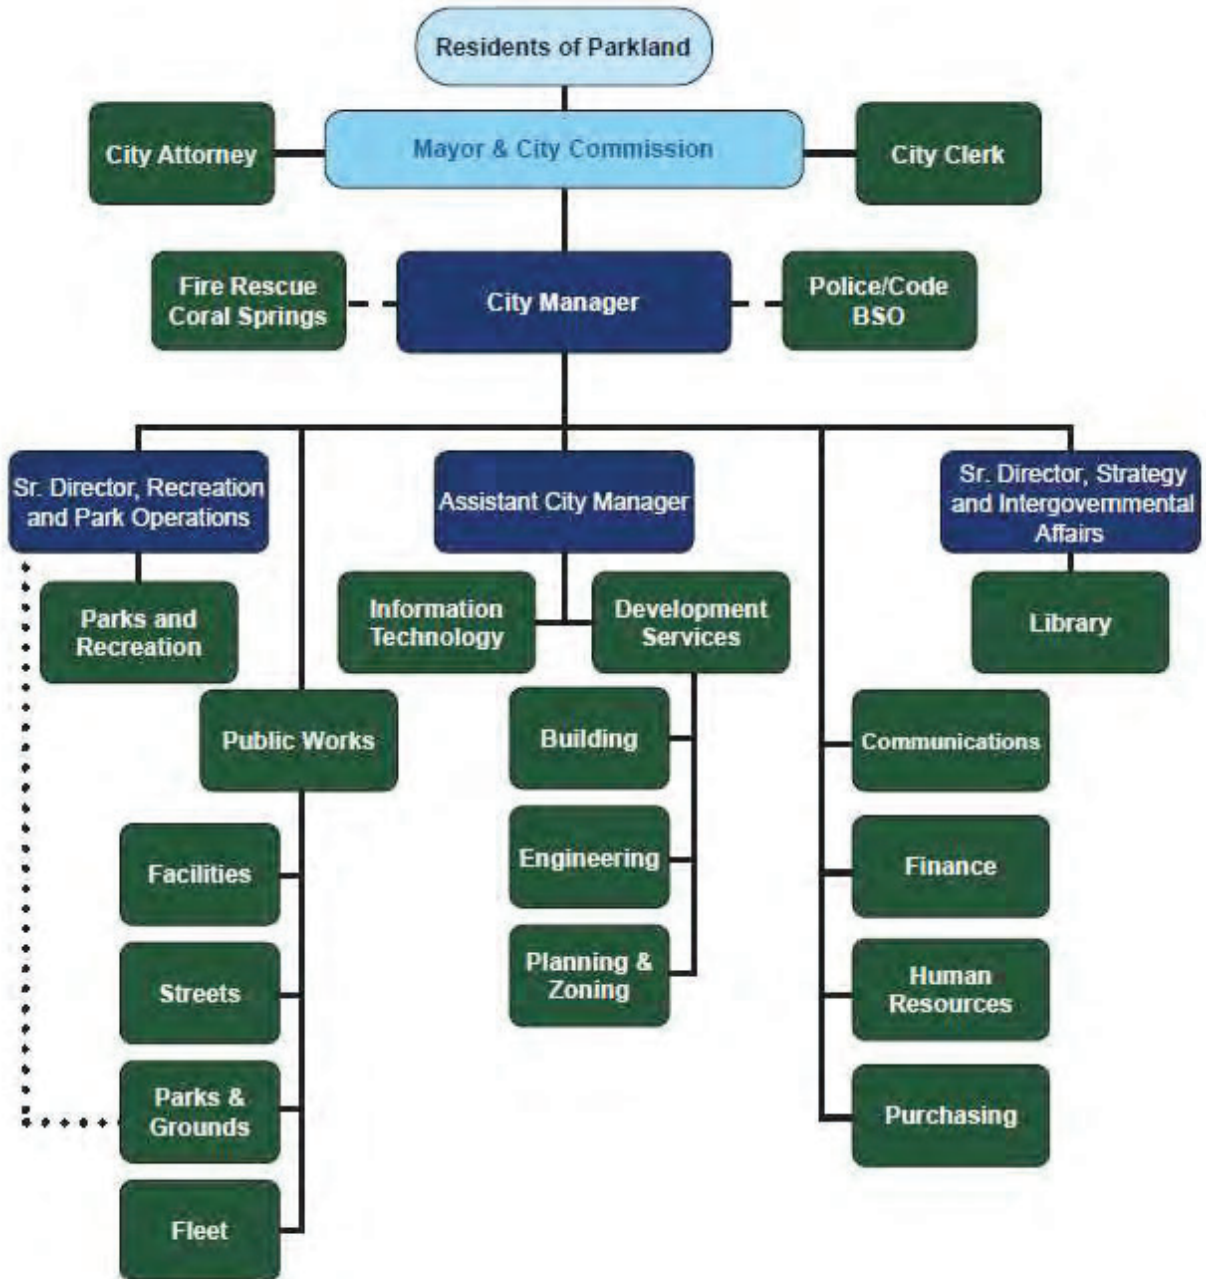 Residents of Parkland
City Attorney
Mayor & City Commission
City Clerk
Fire Rescue
Coral Springs
City Manager
Police/Code
BSO
Sr. Director, Recreation
and Park Operations
Assistant City Manager
Sr. Director, Strategy
and Intergovernmental
Affairs
Parks and
Recreation
Information
Technology
Development
Services
Library
Public Works
Building
Communications
Facilities
Engineering
Finance
Streets
Planning &
Zoning
Human
Resources
Parks &
Grounds
Purchasing
Fleet